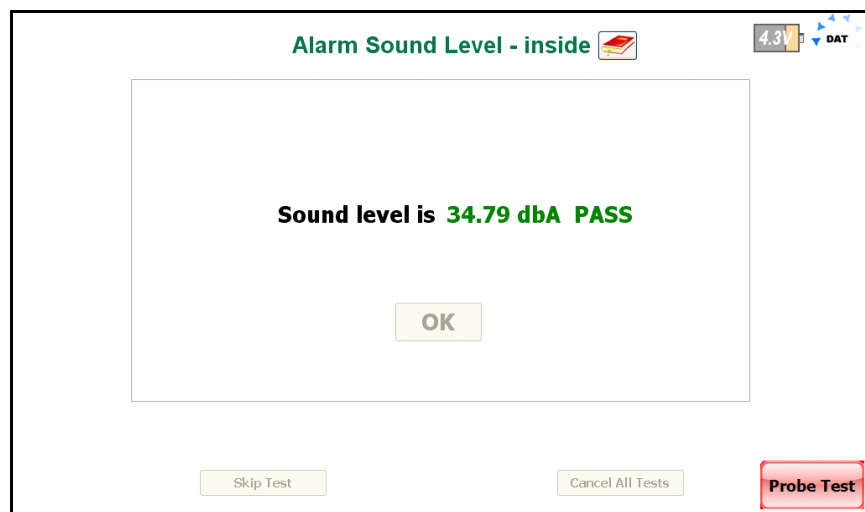 Alarm Sound Level - inside
4.3V
DAT
Sound level is 34.79 dbA PASS
OK
Skip Test
Cancel All Tests
Probe Test